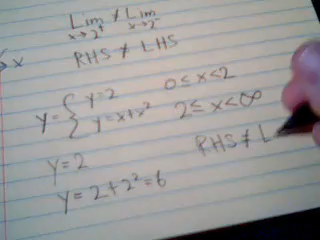 Lim x→2⁺ ≠ Lim x→2⁻
x
RHS ≠ LHS
y= { y=2 0≤x<2
y=x+x² 2≤x<∞
y=2
y=2+2²=6
RHS ≠ L